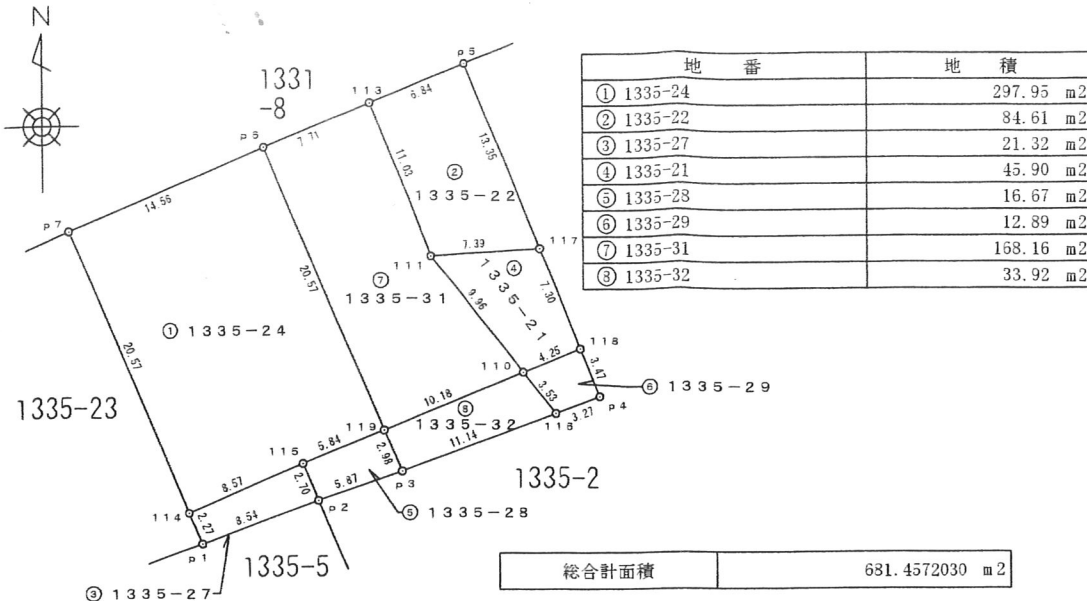 N
1331
-8
P5
113
6.84
P6
7.71
P7
14.56
11.03
13.35
②
1335-22
7.39
117
111
20.57
⑦
1335-31
④
1335-21
9.96
7.30
① 1335-24
20.57
118
4.25
110
3.47
⑥ 1335-29
1335-23
10.18
3.53
P4
3.27
116
⑧
1335-32
119
11.14
2.98
115
5.84
P3
1335-2
8.57
2.70
5.87
114
P2
⑤ 1335-28
2.27
8.54
P1
1335-5
③ 1335-27
地 番 地 積
① 1335-24 297.95 m2
② 1335-22 84.61 m2
③ 1335-27 21.32 m2
④ 1335-21 45.90 m2
⑤ 1335-28 16.67 m2
⑥ 1335-29 12.89 m2
⑦ 1335-31 168.16 m2
⑧ 1335-32 33.92 m2
総合計面積 681.4572030 m2